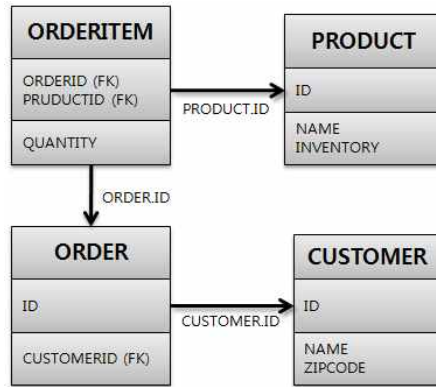 ORDERITEM
ORDERID (FK)
PRUDUCTID (FK)
QUANTITY
PRODUCT.ID
PRODUCT
ID
NAME
INVENTORY
ORDER.ID
ORDER
ID
CUSTOMERID (FK)
CUSTOMER.ID
CUSTOMER
ID
NAME
ZIPCODE